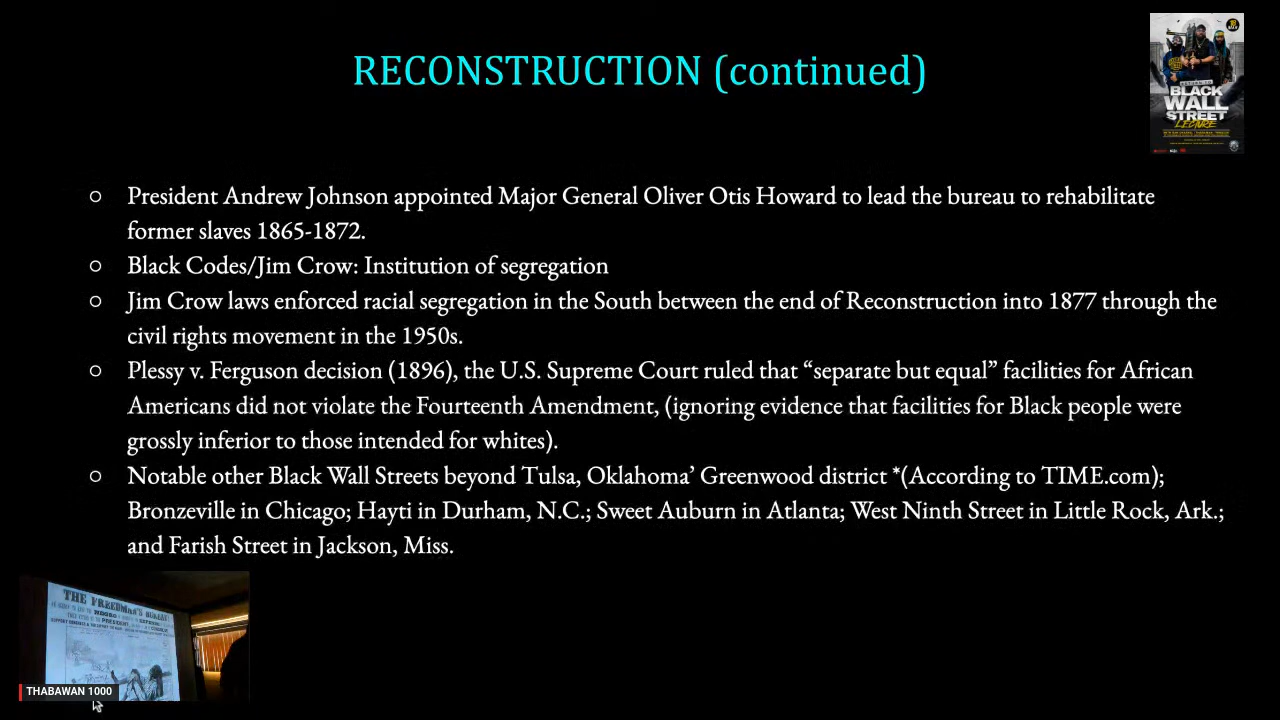 RECONSTRUCTION (continued)
BLACK
WALL
STREET
LECTURE
○ President Andrew Johnson appointed Major General Oliver Otis Howard to lead the bureau to rehabilitate
former slaves 1865-1872.
○ Black Codes/Jim Crow: Institution of segregation
○ Jim Crow laws enforced racial segregation in the South between the end of Reconstruction into 1877 through the
civil rights movement in the 1950s.
○ Plessy v. Ferguson decision (1896), the U.S. Supreme Court ruled that “separate but equal” facilities for African
Americans did not violate the Fourteenth Amendment, (ignoring evidence that facilities for Black people were
grossly inferior to those intended for whites).
○ Notable other Black Wall Streets beyond Tulsa, Oklahoma’ Greenwood district *(According to TIME.com);
Bronzeville in Chicago; Hayti in Durham, N.C.; Sweet Auburn in Atlanta; West Ninth Street in Little Rock, Ark.;
and Farish Street in Jackson, Miss.
THE FREEDMAN'S BUREAU!
THABAWAN 1000